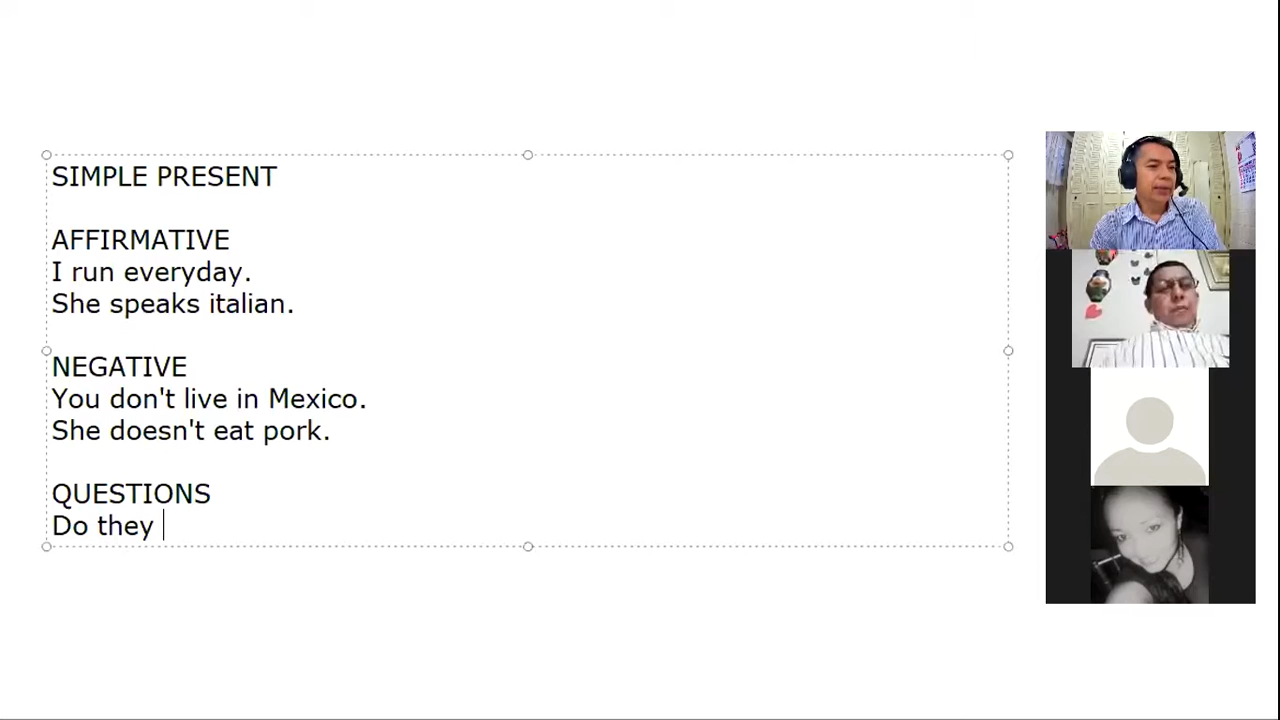 SIMPLE PRESENT
AFFIRMATIVE
I run everyday.
She speaks italian.
NEGATIVE
You don't live in Mexico.
She doesn't eat pork.
QUESTIONS
Do they